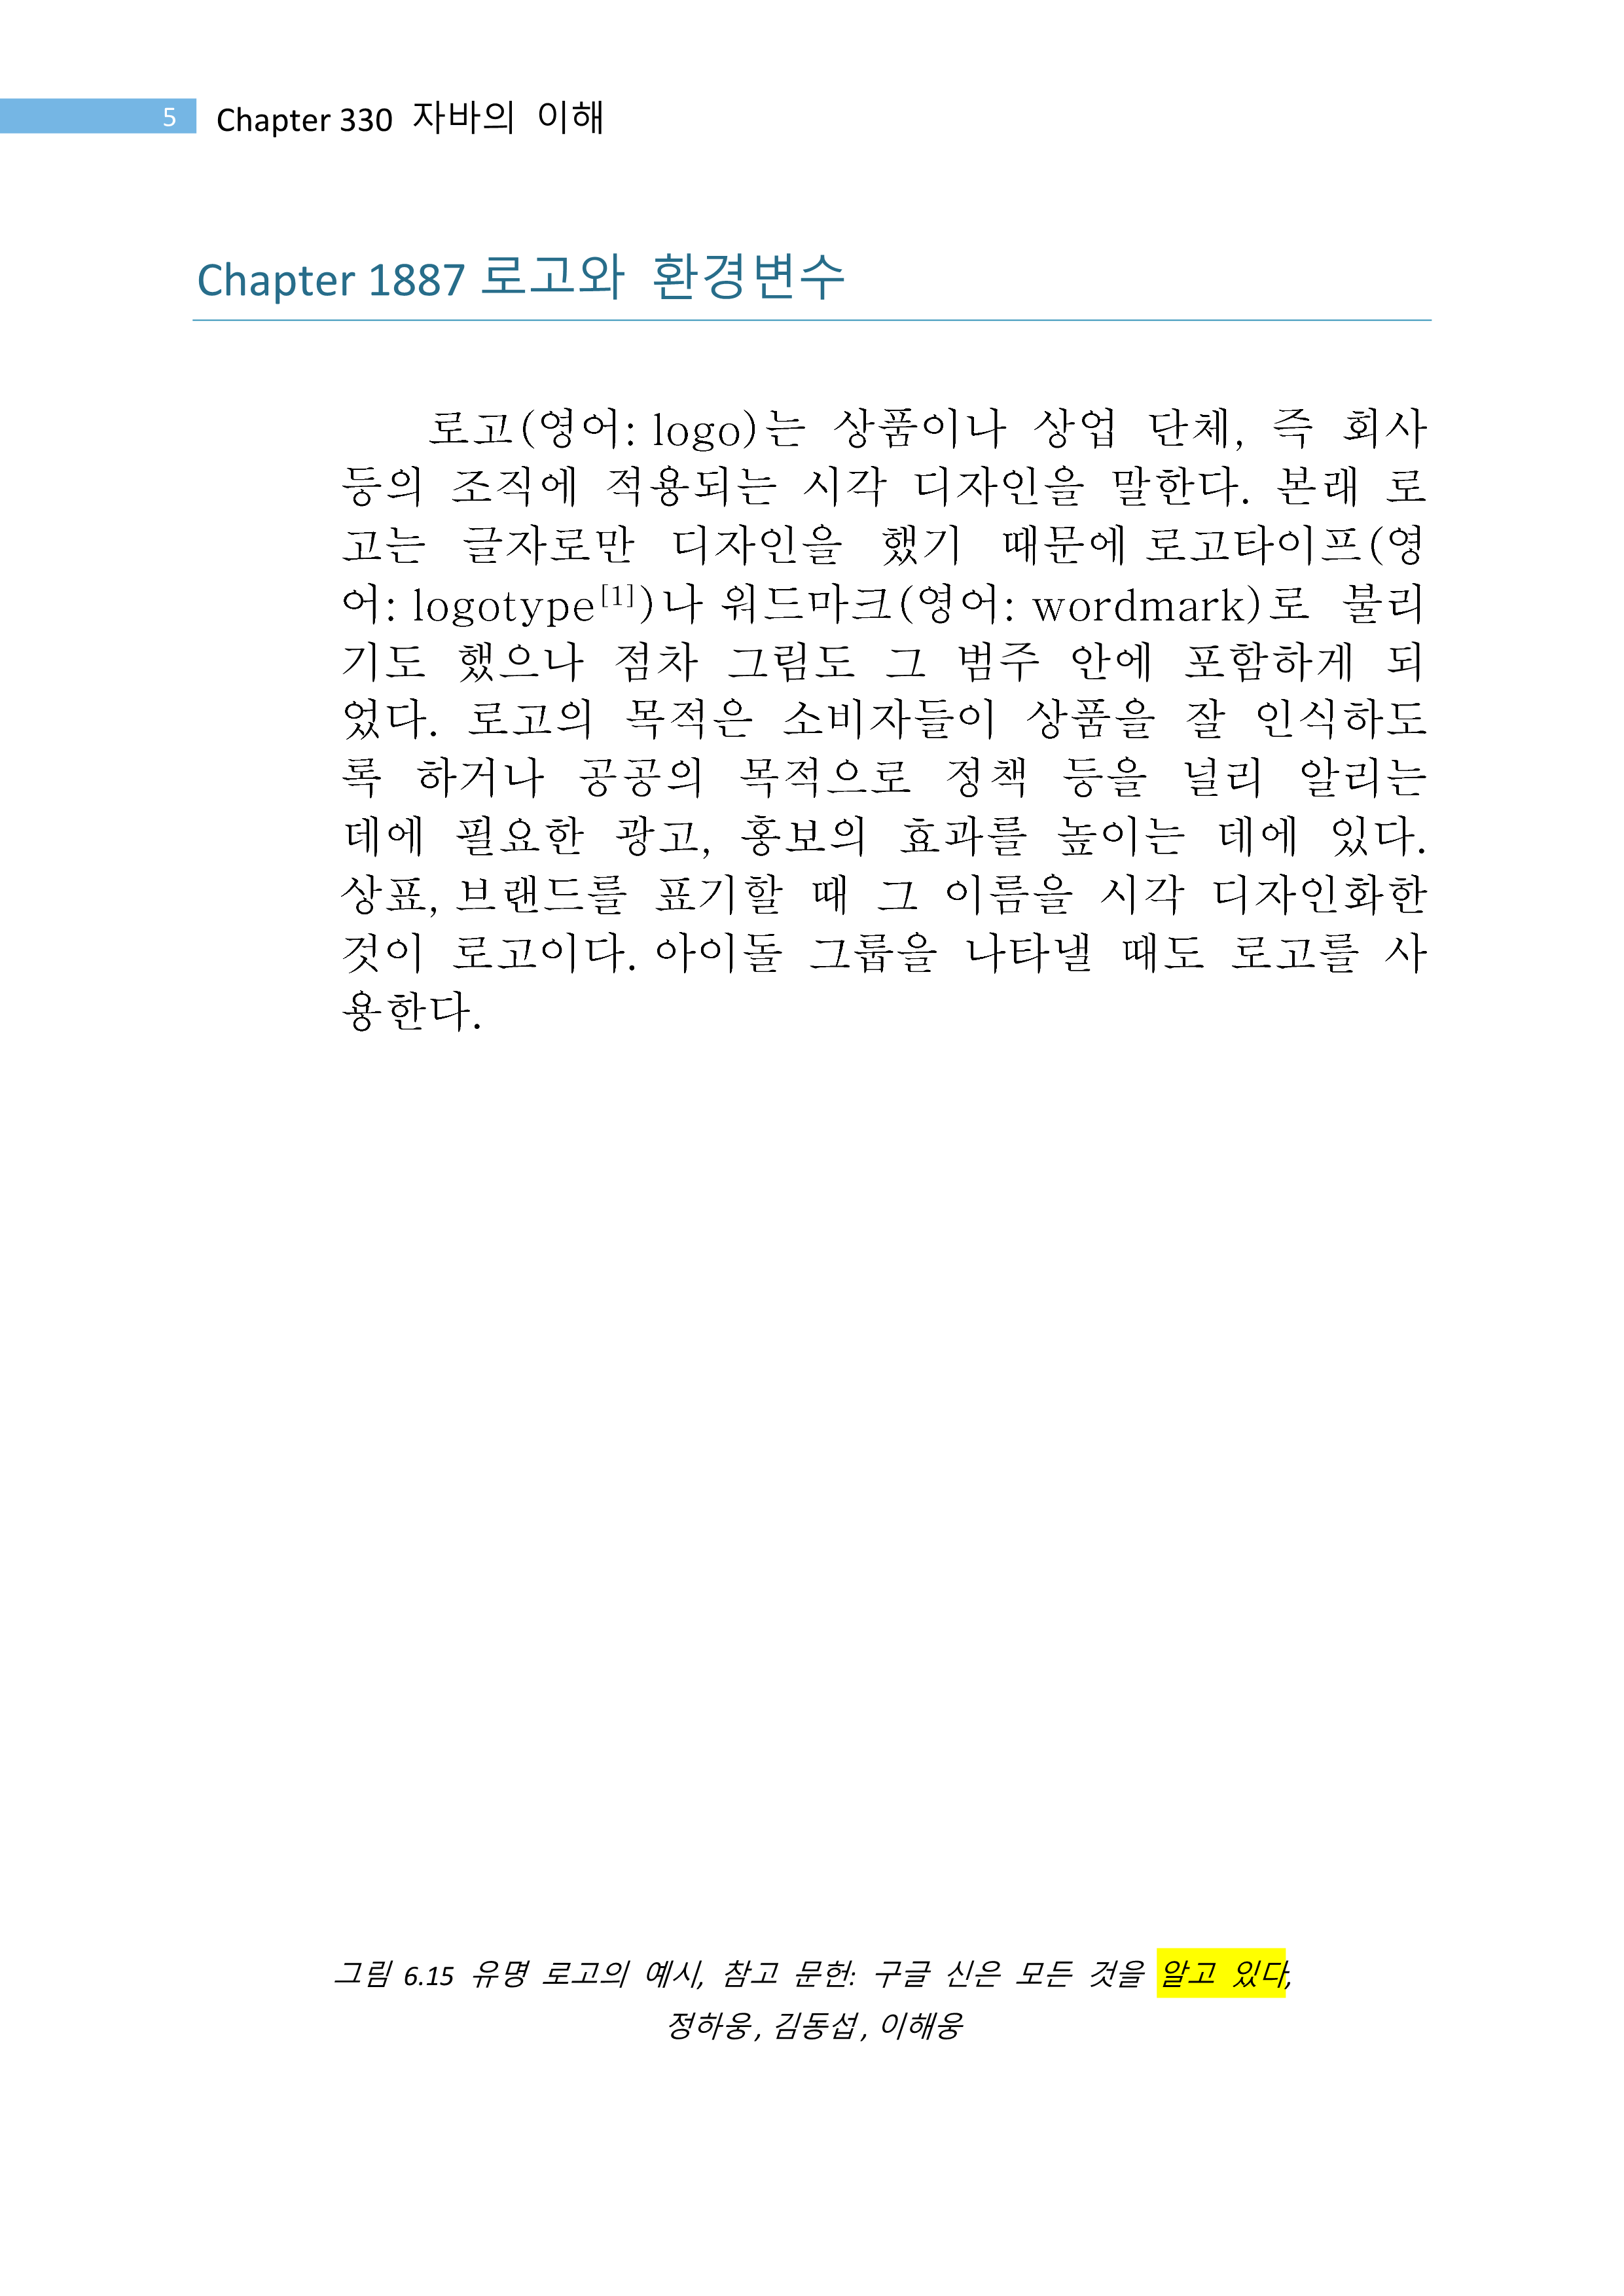 5 Chapter 330 자바의 이해
Chapter 1887 로고와 환경변수
로고(영어: logo)는 상품이나 상업 단체, 즉 회사
등의 조직에 적용되는 시각 디자인을 말한다. 본래 로
고는 글자로만 디자인을 했기 때문에 로고타이프(영
어: logotype[1])나 워드마크(영어: wordmark)로 불리
기도 했으나 점차 그림도 그 범주 안에 포함하게 되
었다. 로고의 목적은 소비자들이 상품을 잘 인식하도
록 하거나 공공의 목적으로 정책 등을 널리 알리는
데에 필요한 광고, 홍보의 효과를 높이는 데에 있다.
상표, 브랜드를 표기할 때 그 이름을 시각 디자인화한
것이 로고이다. 아이돌 그룹을 나타낼 때도 로고를 사
용한다.
그림 6.15 유명 로고의 예시, 참고 문헌: 구글 신은 모든 것을 알고 있다,
정하웅, 김동섭, 이해웅